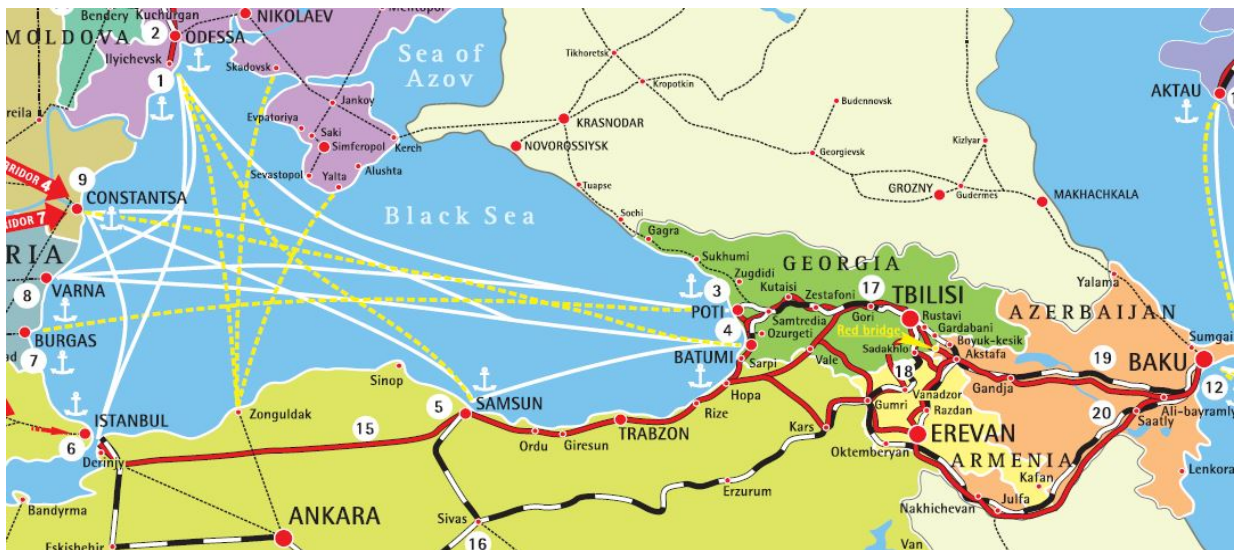 Bendery
Kuchurgan
NIKOLAEV
Melitopol
MOLDOVA
2
ODESSA
Ilyichevsk
1
Skadovsk
Sea of
Azov
Tikhoretsk
Kropotkin
Budennovsk
AKTAU
Jankoy
Evpatoriya
Saki
Simferopol
Kerch
KRASNODAR
NOVOROSSIYSK
Georgievsk
Kizlyar
CORRIDOR 4
9
CONSTANTSA
CORRIDOR 7
Sevastopol
Yalta
Alushta
Tuapse
GROZNY
Gudermes
MAKHACHKALA
Black Sea
Sochi
Gagra
Sukhumi
Zugdidi
GEORGIA
Yalama
RIA
VARNA
8
3
POTI
4
Kutaisi
Zestafoni
17
Gori
TBILISI
Rustavi
Gardabani
Boyuk-kesik
Red bridge
AZERBAIJAN
Sumgait
BURGAS
7
Samtredia
Ozurgeti
BATUMI
Sarpi
Vale
Sadakhlo
Akstafa
19
BAKU
12
Sinop
Hopa
18
Vanadzor
Gandja
Ali-bayramly
ISTANBUL
6
Derinjy
Zonguldak
15
5
SAMSUN
Ordu
Giresun
TRABZON
Rize
Kars
Gumri
Razdan
EREVAN
20
Saatly
Oktemberyan
ARMENIA
Kafan
Lenkoran
Bandyrma
Erzurum
Nakhichevan
Julfa
ANKARA
Sivas
16
Eskishehir
Van